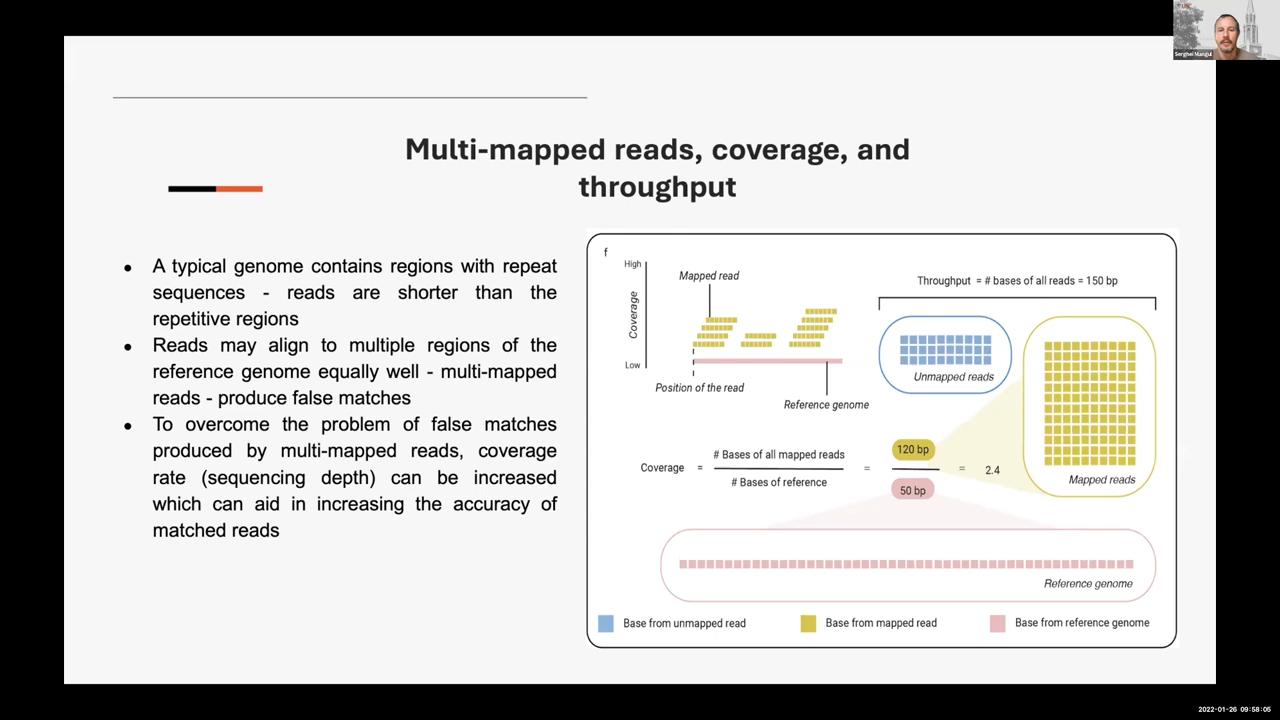 USC
Serghei Mangul
Multi-mapped reads, coverage, and
throughput
● A typical genome contains regions with repeat
sequences - reads are shorter than the
repetitive regions
● Reads may align to multiple regions of the
reference genome equally well - multi-mapped
reads - produce false matches
● To overcome the problem of false matches
produced by multi-mapped reads, coverage
rate (sequencing depth) can be increased
which can aid in increasing the accuracy of
matched reads
f
High
Coverage
Low
Mapped read
Position of the read
Reference genome
Throughput = # bases of all reads = 150 bp
Unmapped reads
Mapped reads
Coverage = # Bases of all mapped reads
# Bases of reference
= 120 bp
50 bp
= 2.4
Reference genome
Base from unmapped read
Base from mapped read
Base from reference genome
2022-01-26 09:58:05